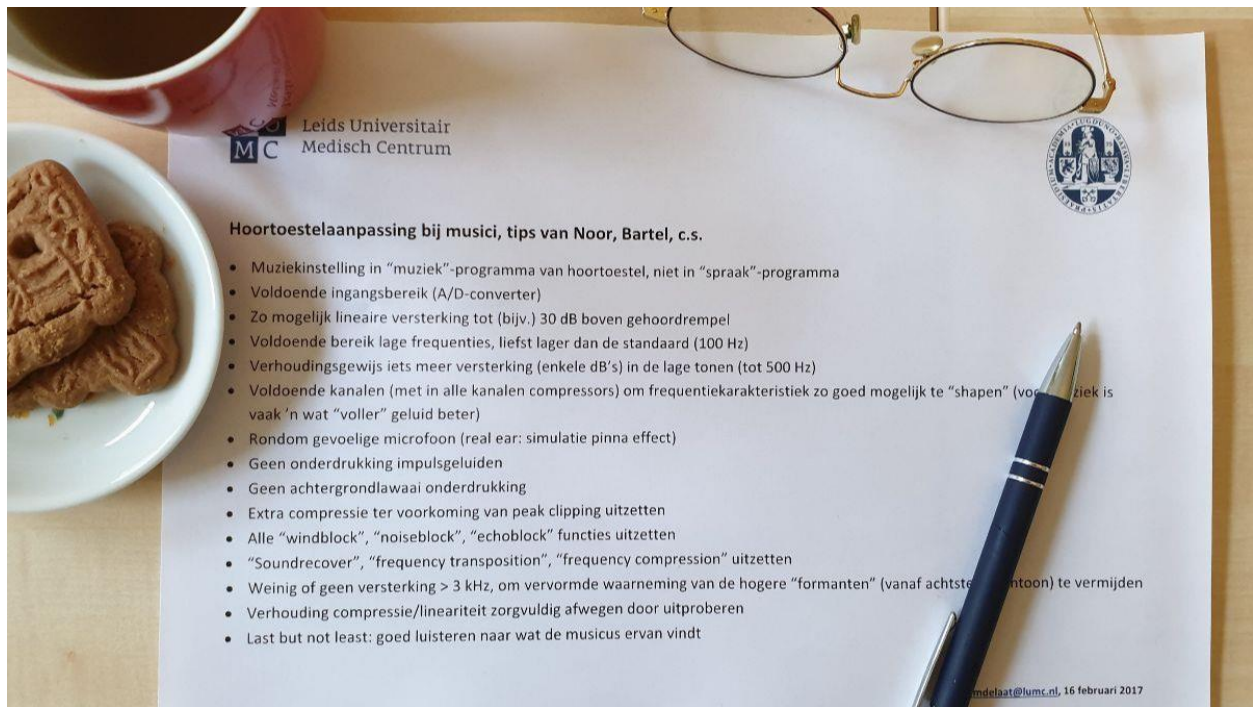 Leids Universitair
M C Medisch Centrum
Hoortoestelaanpassing bij musici, tips van Noor, Bartel, c.s.
• Muziekinstelling in “muziek”-programma van hoortoestel, niet in “spraak”-programma
• Voldoende ingangsbereik (A/D-converter)
• Zo mogelijk lineaire versterking tot (bijv.) 30 dB boven gehoordrempel
• Voldoende bereik lage frequenties, liefst lager dan de standaard (100 Hz)
• Verhoudingsgewijs iets meer versterking (enkele dB’s) in de lage tonen (tot 500 Hz)
• Voldoende kanalen (met in alle kanalen compressors) om frequentiekarakteristiek zo goed mogelijk te “shapen” ( is
vaak ’n wat “voller” geluid beter)
• Rondom gevoelige microfoon (real ear: simulatie pinna effect)
• Geen onderdrukking impulsgeluiden
• Geen achtergrondlawaai onderdrukking
• Extra compressie ter voorkoming van peak clipping uitzetten
• Alle “windblock”, “noiseblock”, “echoblock” functies uitzetten
• “Soundrecover”, “frequency transposition”, “frequency compression” uitzetten
• Weinig of geen versterking > 3 kHz, om vervormde waarneming van de hogere “formanten” (vanaf te vermijden
• Verhouding compressie/lineariteit zorgvuldig afwegen door uitproberen
• Last but not least: goed luisteren naar wat de musicus ervan vindt
mdelaat@lumc.nl, 16 februari 2017